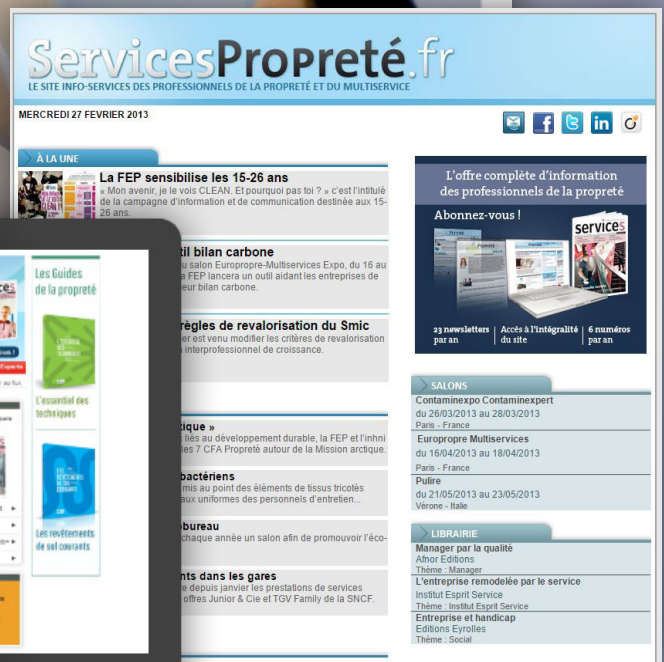 ServicesPropreté.fr
LE SITE INFO-SERVICES DES PROFESSIONNELS DE LA PROPRETÉ ET DU MULTISERVICE
MERCREDI 27 FEVRIER 2013
À LA UNE
La FEP sensibilise les 15-26 ans
« Mon avenir, je le vois CLEAN. Et pourquoi pas toi ? » c'est l'intitulé
de la campagne d'information et de communication destinée aux 15-
26 ans.
til bilan carbone
u salon Europropre-Multiservices Expo, du 16 au
a FEP lancera un outil aidant les entreprises de
eur bilan carbone.
règles de revalorisation du Smic
er est venu modifier les critères de revalorisation
interprofessionnel de croissance.
tique »
liés au développement durable, la FEP et l'inhni
les 7 CFA Propreté autour de la Mission arctique.
bactériens
mis au point des éléments de tissus tricotés
aux uniformes des personnels d'entretien...
obureau
chaque année un salon afin de promouvoir l'éco-
nts dans les gares
e depuis janvier les prestations de services
offres Junior & Cie et TGV Family de la SNCF.
Les Guides
de la propreté
L'essentiel des
techniques
Les revêtements
de sol courants
in
L'offre complète d'information
des professionnels de la propreté
Abonnez-vous !
services
23 newsletters
par an
Accès à l'intégralité
du site
6 numéros
par an
SALONS
Contaminexpo Contaminexpert
du 26/03/2013 au 28/03/2013
Paris - France
Europropre Multiservices
du 16/04/2013 au 18/04/2013
Paris - France
Pulire
du 21/05/2013 au 23/05/2013
Vérone - Italie
LIBRAIRIE
Manager par la qualité
Afnor Editions
Thème : Manager
L'entreprise remodelée par le service
Institut Esprit Service
Thème : Institut Esprit Service
Entreprise et handicap
Editions Eyrolles
Thème : Social